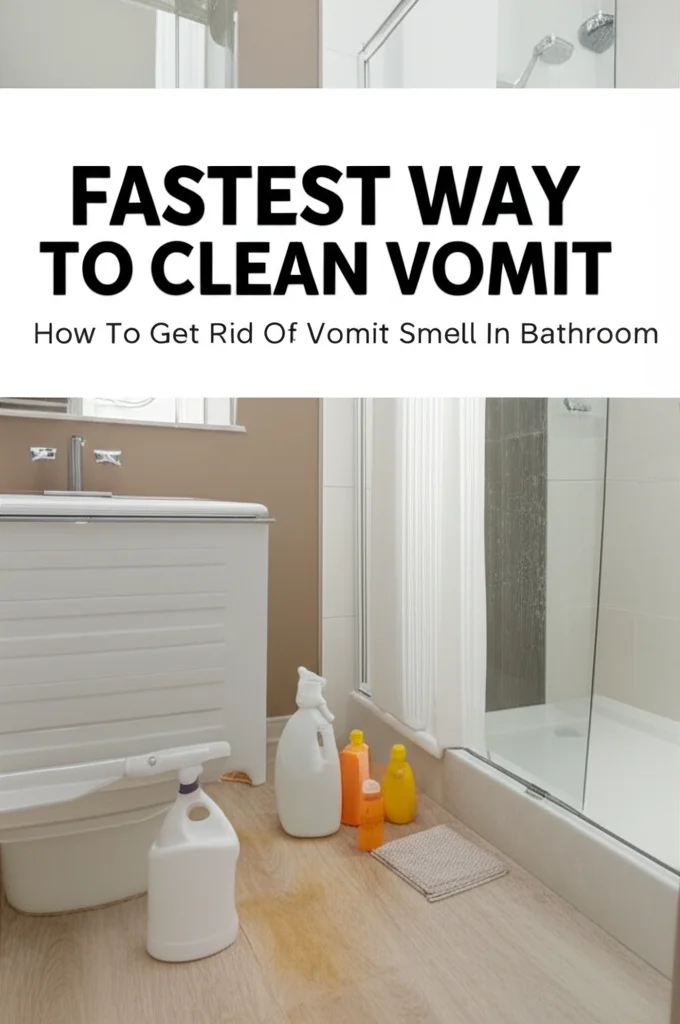 FASTEST WAY
TO CLEAN VOMIT
How To Get Rid Of Vomit Smell In Bathroom